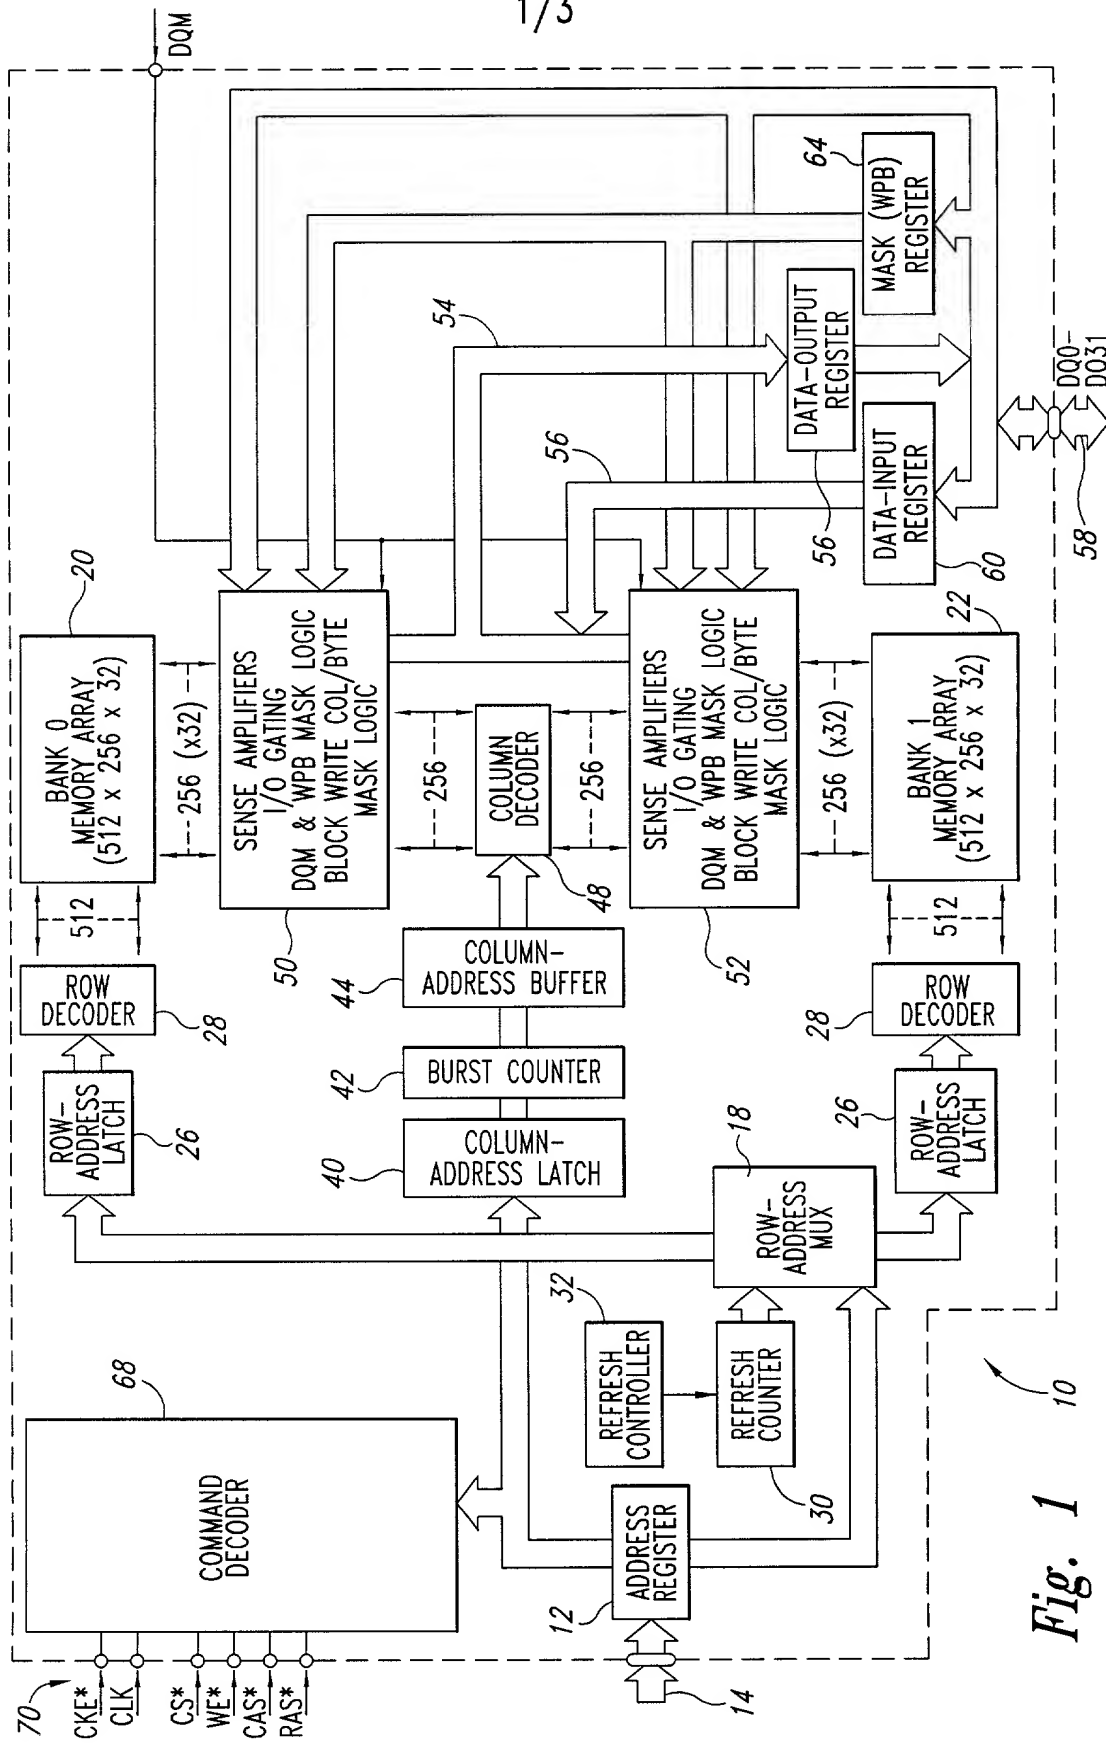 1/3
70
CKE*
CLK
CS*
WE*
CAS*
RAS*
COMMAND
DECODER
68
14
12
ADDRESS
REGISTER
REFRESH
CONTROLLER
32
REFRESH
COUNTER
30
ROW-
ADDRESS
MUX
18
ROW-
ADDRESS
LATCH
26
ROW
DECODER
28
512
BANK 0
MEMORY ARRAY
(512 x 256 x 32)
20
256 (x32)
SENSE AMPLIFIERS
I/O GATING
DQM & WPB MASK LOGIC
BLOCK WRITE COL/BYTE
MASK LOGIC
50
256
COLUMN-
ADDRESS LATCH
40
BURST COUNTER
42
COLUMN-
ADDRESS BUFFER
44
COLUMN
DECODER
48
256
SENSE AMPLIFIERS
I/O GATING
DQM & WPB MASK LOGIC
BLOCK WRITE COL/BYTE
MASK LOGIC
52
256 (x32)
ROW-
ADDRESS
LATCH
26
ROW
DECODER
28
512
BANK 1
MEMORY ARRAY
(512 x 256 x 32)
22
DQM
54
56
DATA-OUTPUT
REGISTER
56
DATA-INPUT
REGISTER
60
MASK (WPB)
REGISTER
64
DQ0-
DQ31
58
10
Fig. 1